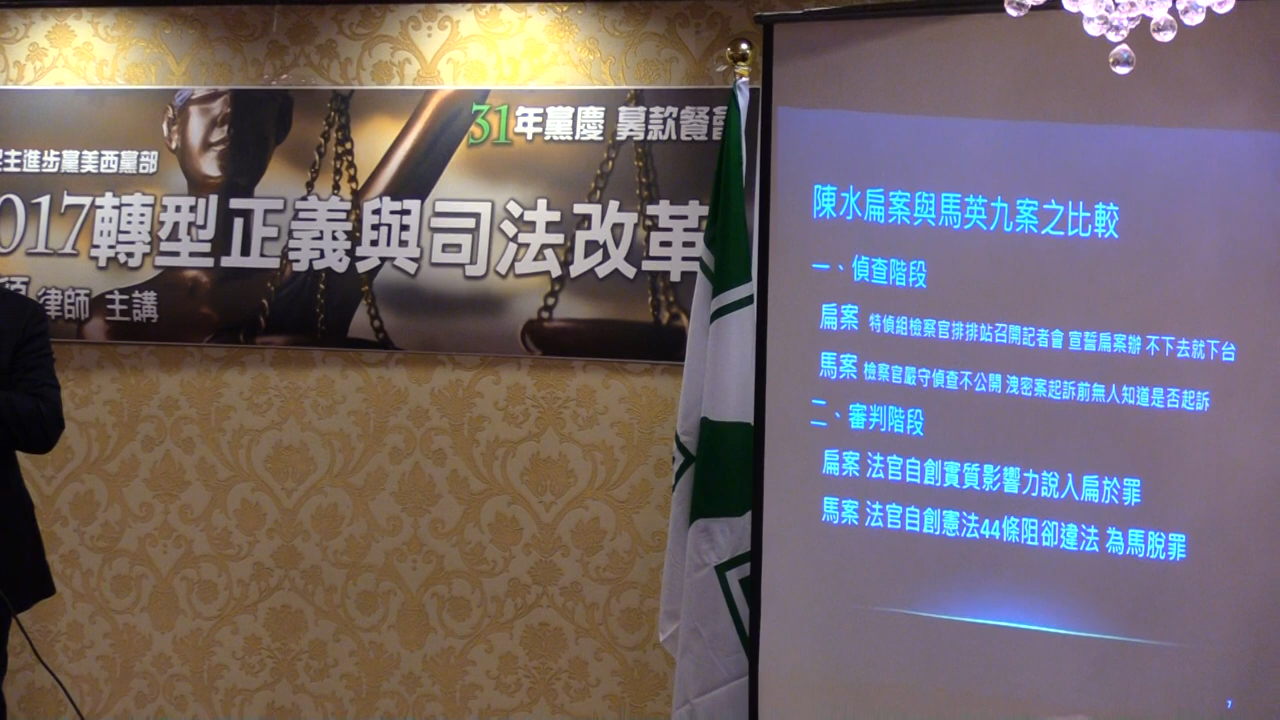 31年黨慶 募款餐會
主進步黨美西黨部
017轉型正義與司法改革
律師 主講
陳水扁案與馬英九案之比較
一、偵查階段
扁案 特偵組檢察官排排站召開記者會 宣誓扁案辦 不下去就下台
馬案 檢察官嚴守偵查不公開 洩密案起訴前無人知道是否起訴
二、審判階段
扁案 法官自創實質影響力說入扁於罪
馬案 法官自創憲法44條阻卻違法 為馬脫罪
7